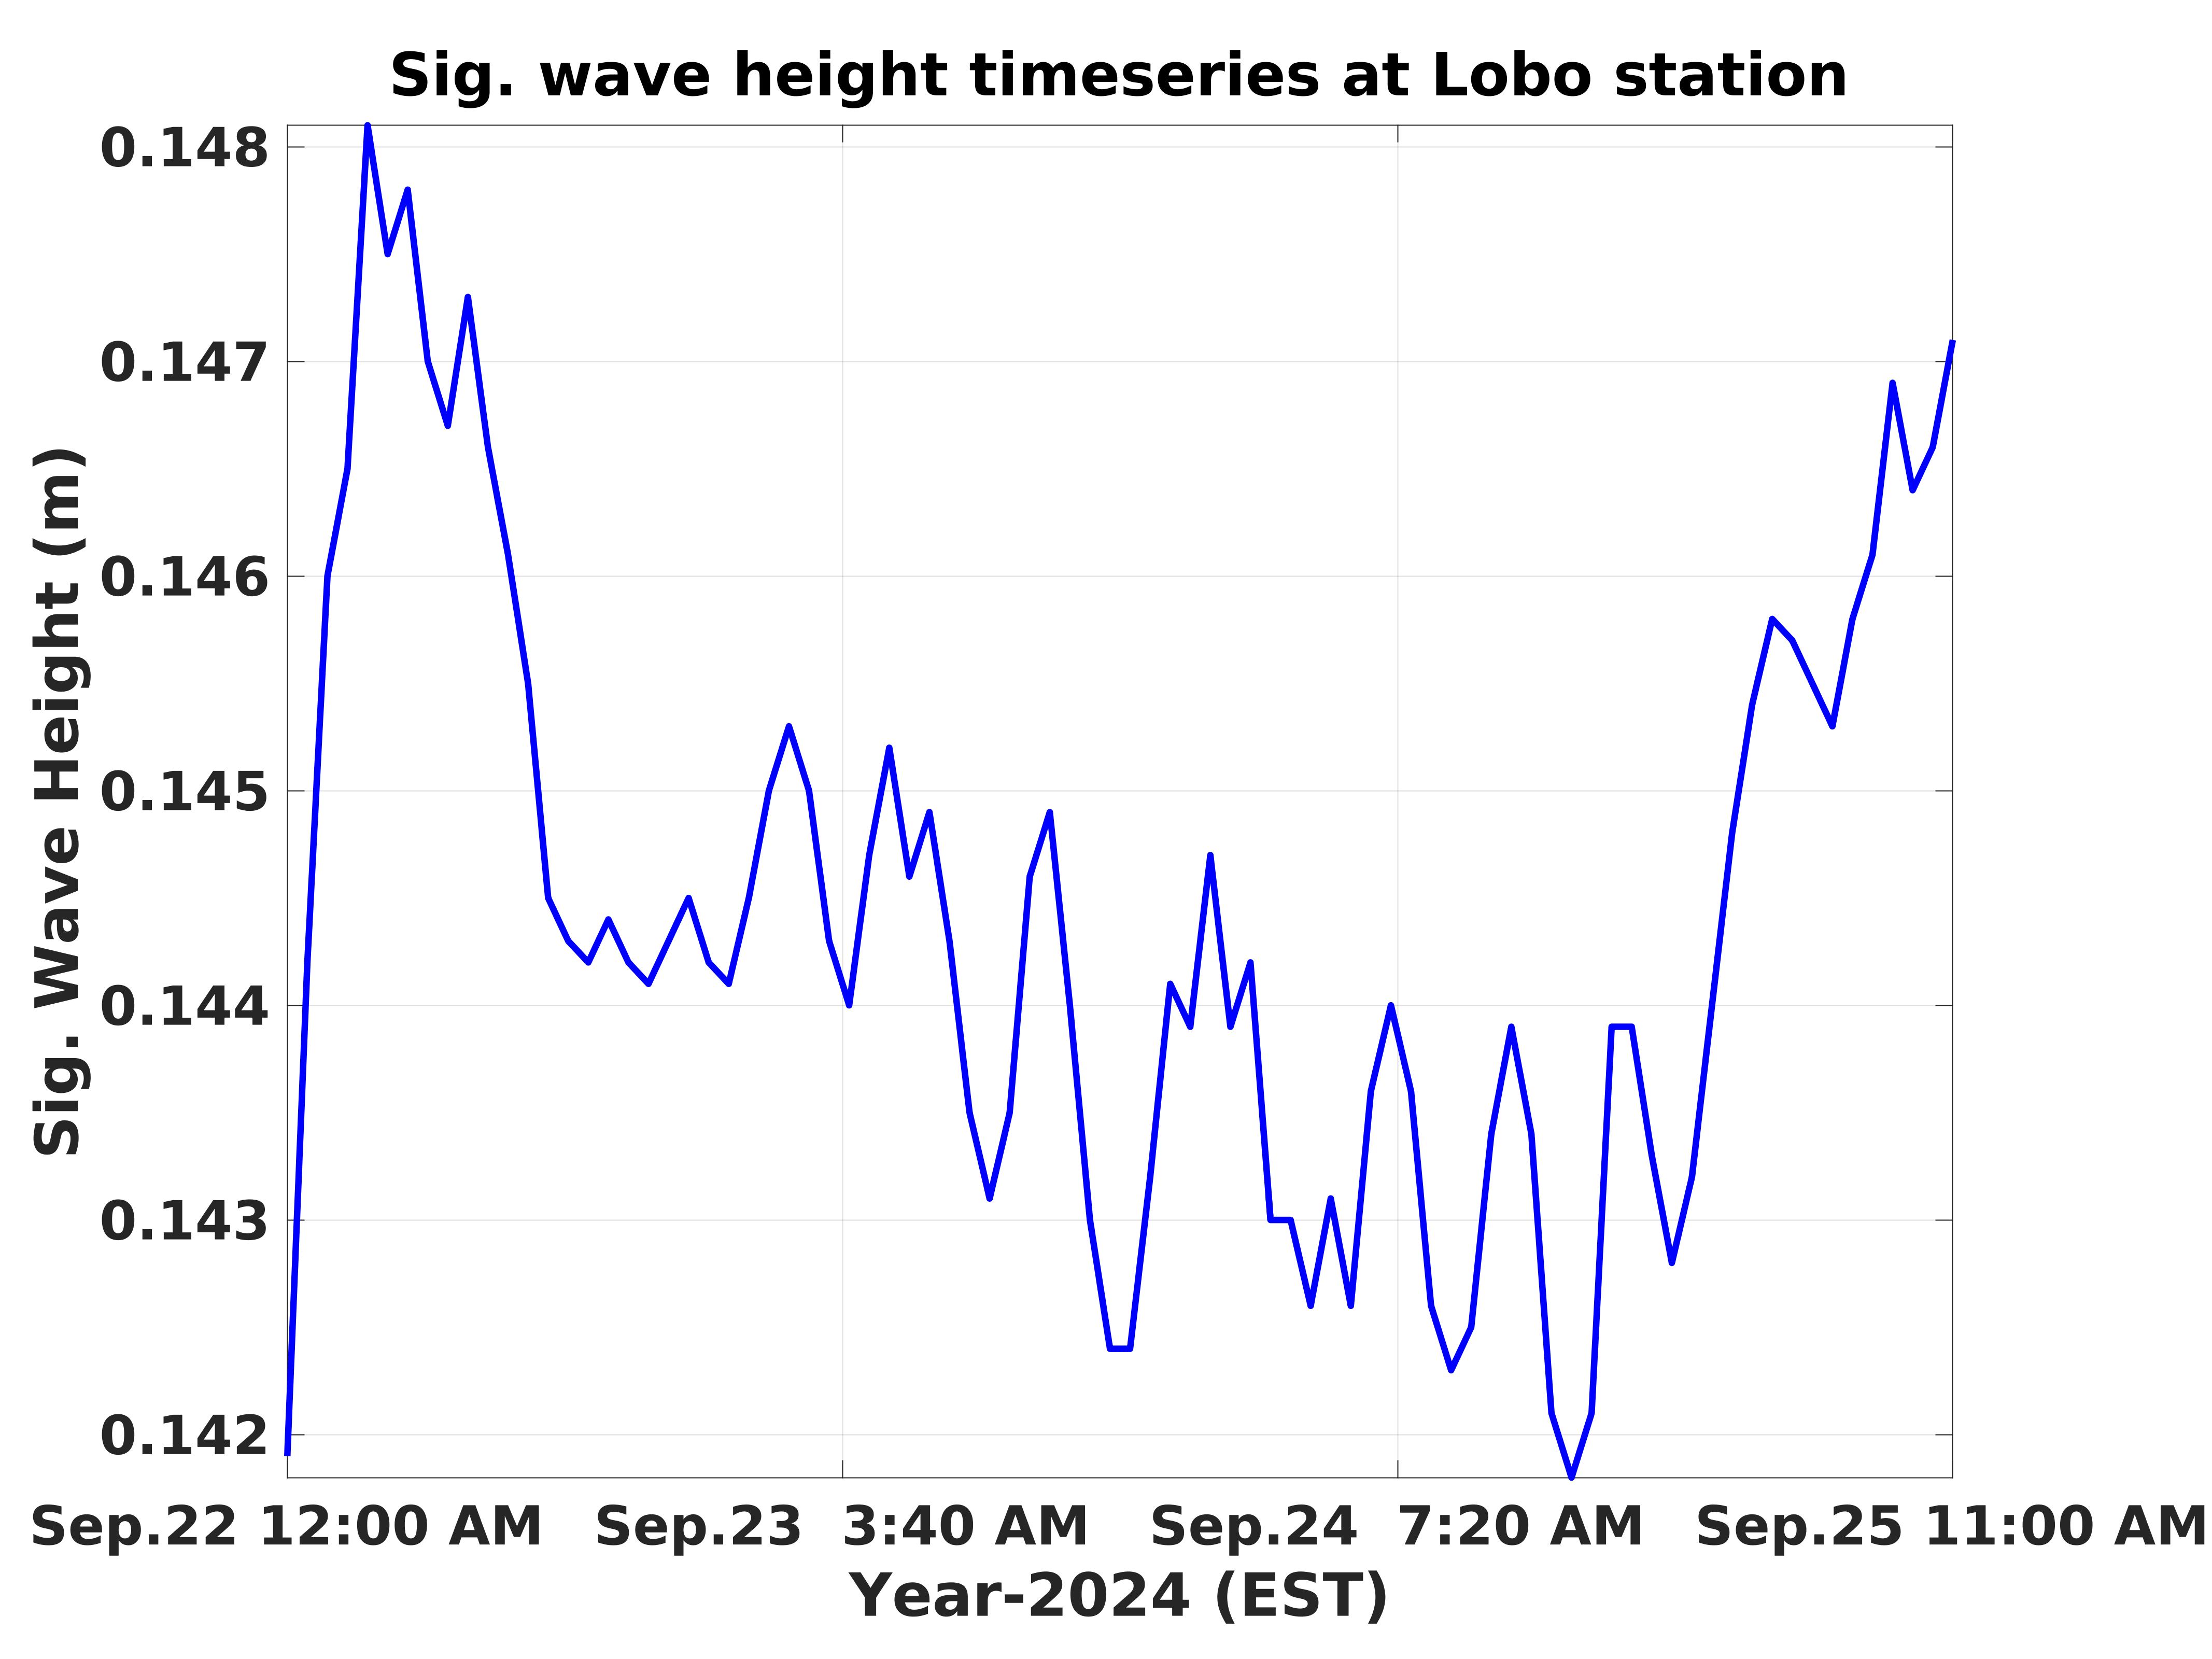 Sig. wave height timeseries at Lobo station
Sig. Wave Height (m)
0.148
0.147
0.146
0.145
0.144
0.143
0.142
Sep.22 12:00 AM Sep.23 3:40 AM Sep.24 7:20 AM Sep.25 11:00 AM
Year-2024 (EST)